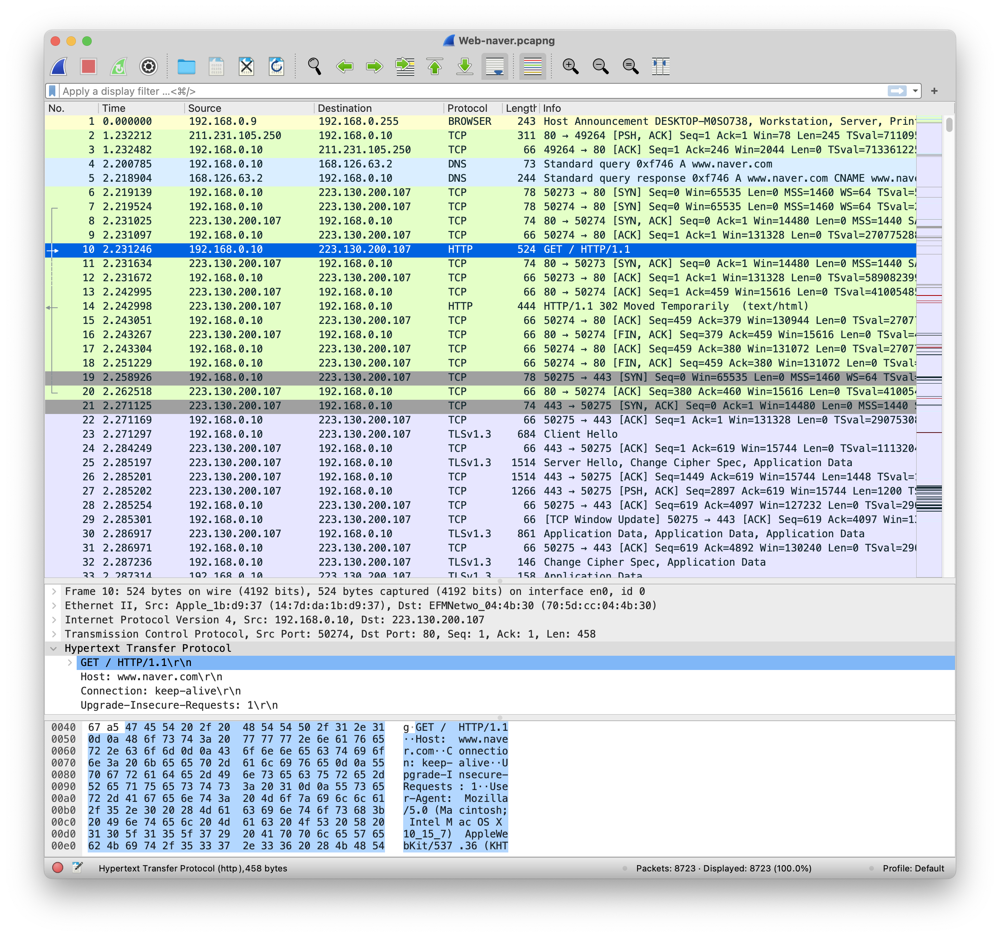 Web-naver.pcapng
Apply a display filter ...<⌘/>
No. Time Source Destination Protocol Length Info
1 0.000000 192.168.0.9 192.168.0.255 BROWSER 243 Host Announcement DESKTOP-M0SO738, Workstation, Server, Prin
2 1.232212 211.231.105.250 192.168.0.10 TCP 311 80 → 49264 [PSH, ACK] Seq=1 Ack=1 Win=78 Len=245 TSval=711095
3 1.232482 192.168.0.10 211.231.105.250 TCP 66 49264 → 80 [ACK] Seq=1 Ack=246 Win=2044 Len=0 TSval=713361225
4 2.200785 192.168.0.10 168.126.63.2 DNS 73 Standard query 0xf746 A www.naver.com
5 2.218904 168.126.63.2 192.168.0.10 DNS 244 Standard query response 0xf746 A www.naver.com CNAME www.nav
6 2.219139 192.168.0.10 223.130.200.107 TCP 78 50273 → 80 [SYN] Seq=0 Win=65535 Len=0 MSS=1460 WS=64 TSval=
7 2.219524 192.168.0.10 223.130.200.107 TCP 78 50274 → 80 [SYN] Seq=0 Win=65535 Len=0 MSS=1460 WS=64 TSval=
8 2.231025 223.130.200.107 192.168.0.10 TCP 74 80 → 50274 [SYN, ACK] Seq=0 Ack=1 Win=14480 Len=0 MSS=1440 S
9 2.231097 192.168.0.10 223.130.200.107 TCP 66 50274 → 80 [ACK] Seq=1 Ack=1 Win=131328 Len=0 TSval=270775288
10 2.231246 192.168.0.10 223.130.200.107 HTTP 524 GET / HTTP/1.1
11 2.231634 223.130.200.107 192.168.0.10 TCP 74 80 → 50273 [SYN, ACK] Seq=0 Ack=1 Win=14480 Len=0 MSS=1440 S
12 2.231672 192.168.0.10 223.130.200.107 TCP 66 50273 → 80 [ACK] Seq=1 Ack=1 Win=131328 Len=0 TSval=589082399
13 2.242995 223.130.200.107 192.168.0.10 TCP 66 80 → 50274 [ACK] Seq=1 Ack=459 Win=15616 Len=0 TSval=41005485
14 2.242998 223.130.200.107 192.168.0.10 HTTP 444 HTTP/1.1 302 Moved Temporarily  (text/html)
15 2.243051 192.168.0.10 223.130.200.107 TCP 66 50274 → 80 [ACK] Seq=459 Ack=379 Win=130944 Len=0 TSval=2707
16 2.243267 223.130.200.107 192.168.0.10 TCP 66 80 → 50274 [FIN, ACK] Seq=379 Ack=459 Win=15616 Len=0 TSval=
17 2.243304 192.168.0.10 223.130.200.107 TCP 66 50274 → 80 [ACK] Seq=459 Ack=380 Win=131072 Len=0 TSval=2707
18 2.251229 192.168.0.10 223.130.200.107 TCP 66 50274 → 80 [FIN, ACK] Seq=459 Ack=380 Win=131072 Len=0 TSval=
19 2.258926 192.168.0.10 223.130.200.107 TCP 78 50275 → 443 [SYN] Seq=0 Win=65535 Len=0 MSS=1460 WS=64 TSval=
20 2.262518 223.130.200.107 192.168.0.10 TCP 66 80 → 50274 [ACK] Seq=380 Ack=460 Win=15616 Len=0 TSval=41005
21 2.271125 223.130.200.107 192.168.0.10 TCP 74 443 → 50275 [SYN, ACK] Seq=0 Ack=1 Win=14480 Len=0 MSS=1440
22 2.271169 192.168.0.10 223.130.200.107 TCP 66 50275 → 443 [ACK] Seq=1 Ack=1 Win=131328 Len=0 TSval=29075308
23 2.271297 192.168.0.10 223.130.200.107 TLSv1.3 684 Client Hello
24 2.284249 223.130.200.107 192.168.0.10 TCP 66 443 → 50275 [ACK] Seq=1 Ack=619 Win=15744 Len=0 TSval=111320
25 2.285197 223.130.200.107 192.168.0.10 TLSv1.3 1514 Server Hello, Change Cipher Spec, Application Data
26 2.285201 223.130.200.107 192.168.0.10 TCP 1514 443 → 50275 [ACK] Seq=1449 Ack=619 Win=15744 Len=1448 TSval=
27 2.285202 223.130.200.107 192.168.0.10 TCP 1266 443 → 50275 [PSH, ACK] Seq=2897 Ack=619 Win=15744 Len=1200 T
28 2.285254 192.168.0.10 223.130.200.107 TCP 66 50275 → 443 [ACK] Seq=619 Ack=4097 Win=127232 Len=0 TSval=290
29 2.285301 192.168.0.10 223.130.200.107 TCP 66 [TCP Window Update] 50275 → 443 [ACK] Seq=619 Ack=4097 Win=1
30 2.286917 223.130.200.107 192.168.0.10 TLSv1.3 861 Application Data, Application Data, Application Data
31 2.286971 192.168.0.10 223.130.200.107 TCP 66 50275 → 443 [ACK] Seq=619 Ack=4892 Win=130240 Len=0 TSval=290
32 2.287236 192.168.0.10 223.130.200.107 TLSv1.3 146 Change Cipher Spec, Application Data
33 2.287314 192.168.0.10 223.130.200.107 TLSv1.3 158 Application Data
Frame 10: 524 bytes on wire (4192 bits), 524 bytes captured (4192 bits) on interface en0, id 0
Ethernet II, Src: Apple_1b:d9:37 (14:7d:da:1b:d9:37), Dst: EFMNetwo_04:4b:30 (70:5d:cc:04:4b:30)
Internet Protocol Version 4, Src: 192.168.0.10, Dst: 223.130.200.107
Transmission Control Protocol, Src Port: 50274, Dst Port: 80, Seq: 1, Ack: 1, Len: 458
Hypertext Transfer Protocol
GET / HTTP/1.1\r\n
Host: www.naver.com\r\n
Connection: keep-alive\r\n
Upgrade-Insecure-Requests: 1\r\n
0040 67 a5 47 45 54 20 2f 20 48 54 54 50 2f 31 2e 31 g·GET / HTTP/1.1
0050 0d 0a 48 6f 73 74 3a 20 77 77 77 2e 6e 61 76 65 ··Host: www.nave
0060 72 2e 63 6f 6d 0d 0a 43 6f 6e 6e 65 63 74 69 6f r.com··C onnectio
0070 6e 3a 20 6b 65 65 70 2d 61 6c 69 76 65 0d 0a 55 n: keep- alive··U
0080 70 67 72 61 64 65 2d 49 6e 73 65 63 75 72 65 2d pgrade-I nsecure-
0090 52 65 71 75 65 73 74 73 3a 20 31 0d 0a 55 73 65 Requests : 1··Use
00a0 72 2d 41 67 65 6e 74 3a 20 4d 6f 7a 69 6c 6c 61 r-Agent: Mozilla
00b0 2f 35 2e 30 20 28 4d 61 63 69 6e 74 6f 73 68 3b /5.0 (Ma cintosh;
00c0 20 49 6e 74 65 6c 20 4d 61 63 20 4f 53 20 58 20 Intel M ac OS X
00d0 31 30 5f 31 35 5f 37 29 20 41 70 70 6c 65 57 65 10_15_7) AppleWe
00e0 62 4b 69 74 2f 35 33 37 2e 33 36 20 28 4b 48 54 bKit/537 .36 (KHT
Hypertext Transfer Protocol (http), 458 bytes
Packets: 8723 · Displayed: 8723 (100.0%)
Profile: Default